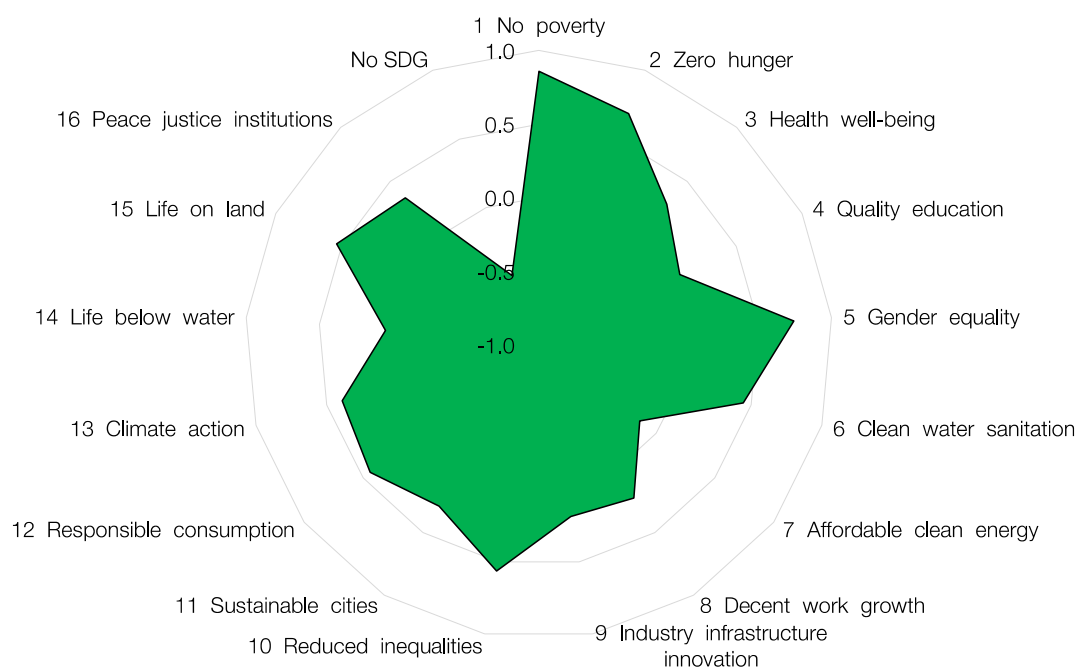 1 No poverty
1.0
No SDG
2 Zero hunger
16 Peace justice institutions
0.5
3 Health well-being
15 Life on land
0.0
4 Quality education
-0.5
14 Life below water
5 Gender equality
-1.0
13 Climate action
6 Clean water sanitation
12 Responsible consumption
7 Affordable clean energy
11 Sustainable cities
8 Decent work growth
10 Reduced inequalities
9 Industry infrastructure
innovation